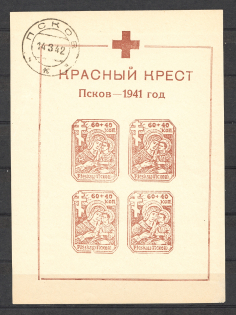 ПСКОВ
14.3.42
К
КРАСНЫЙ КРЕСТ
Псков—1941 год
60+40 60+40
КОП КОП
60+40 60+40
КОП КОП